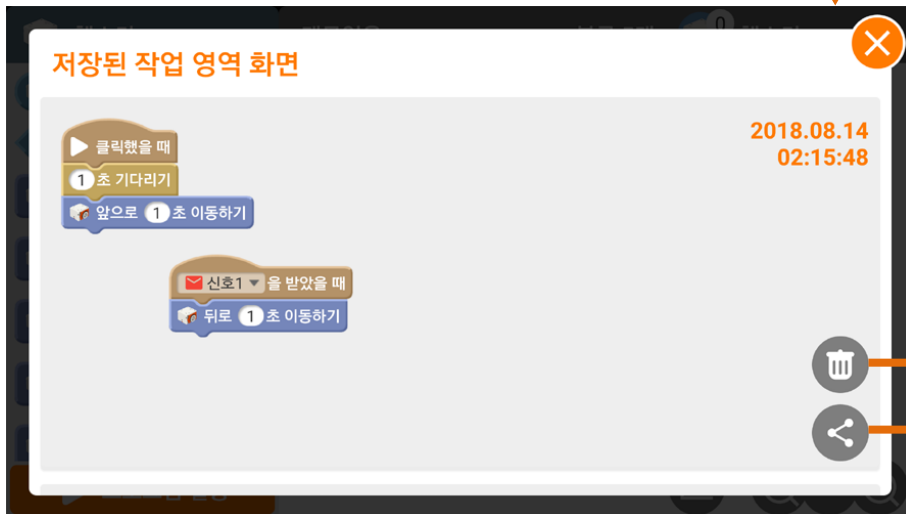 저장된 작업 영역 화면
2018.08.14
02:15:48
클릭했을 때
1 초 기다리기
앞으로 1 초 이동하기
신호1 을 받았을 때
뒤로 1 초 이동하기
0